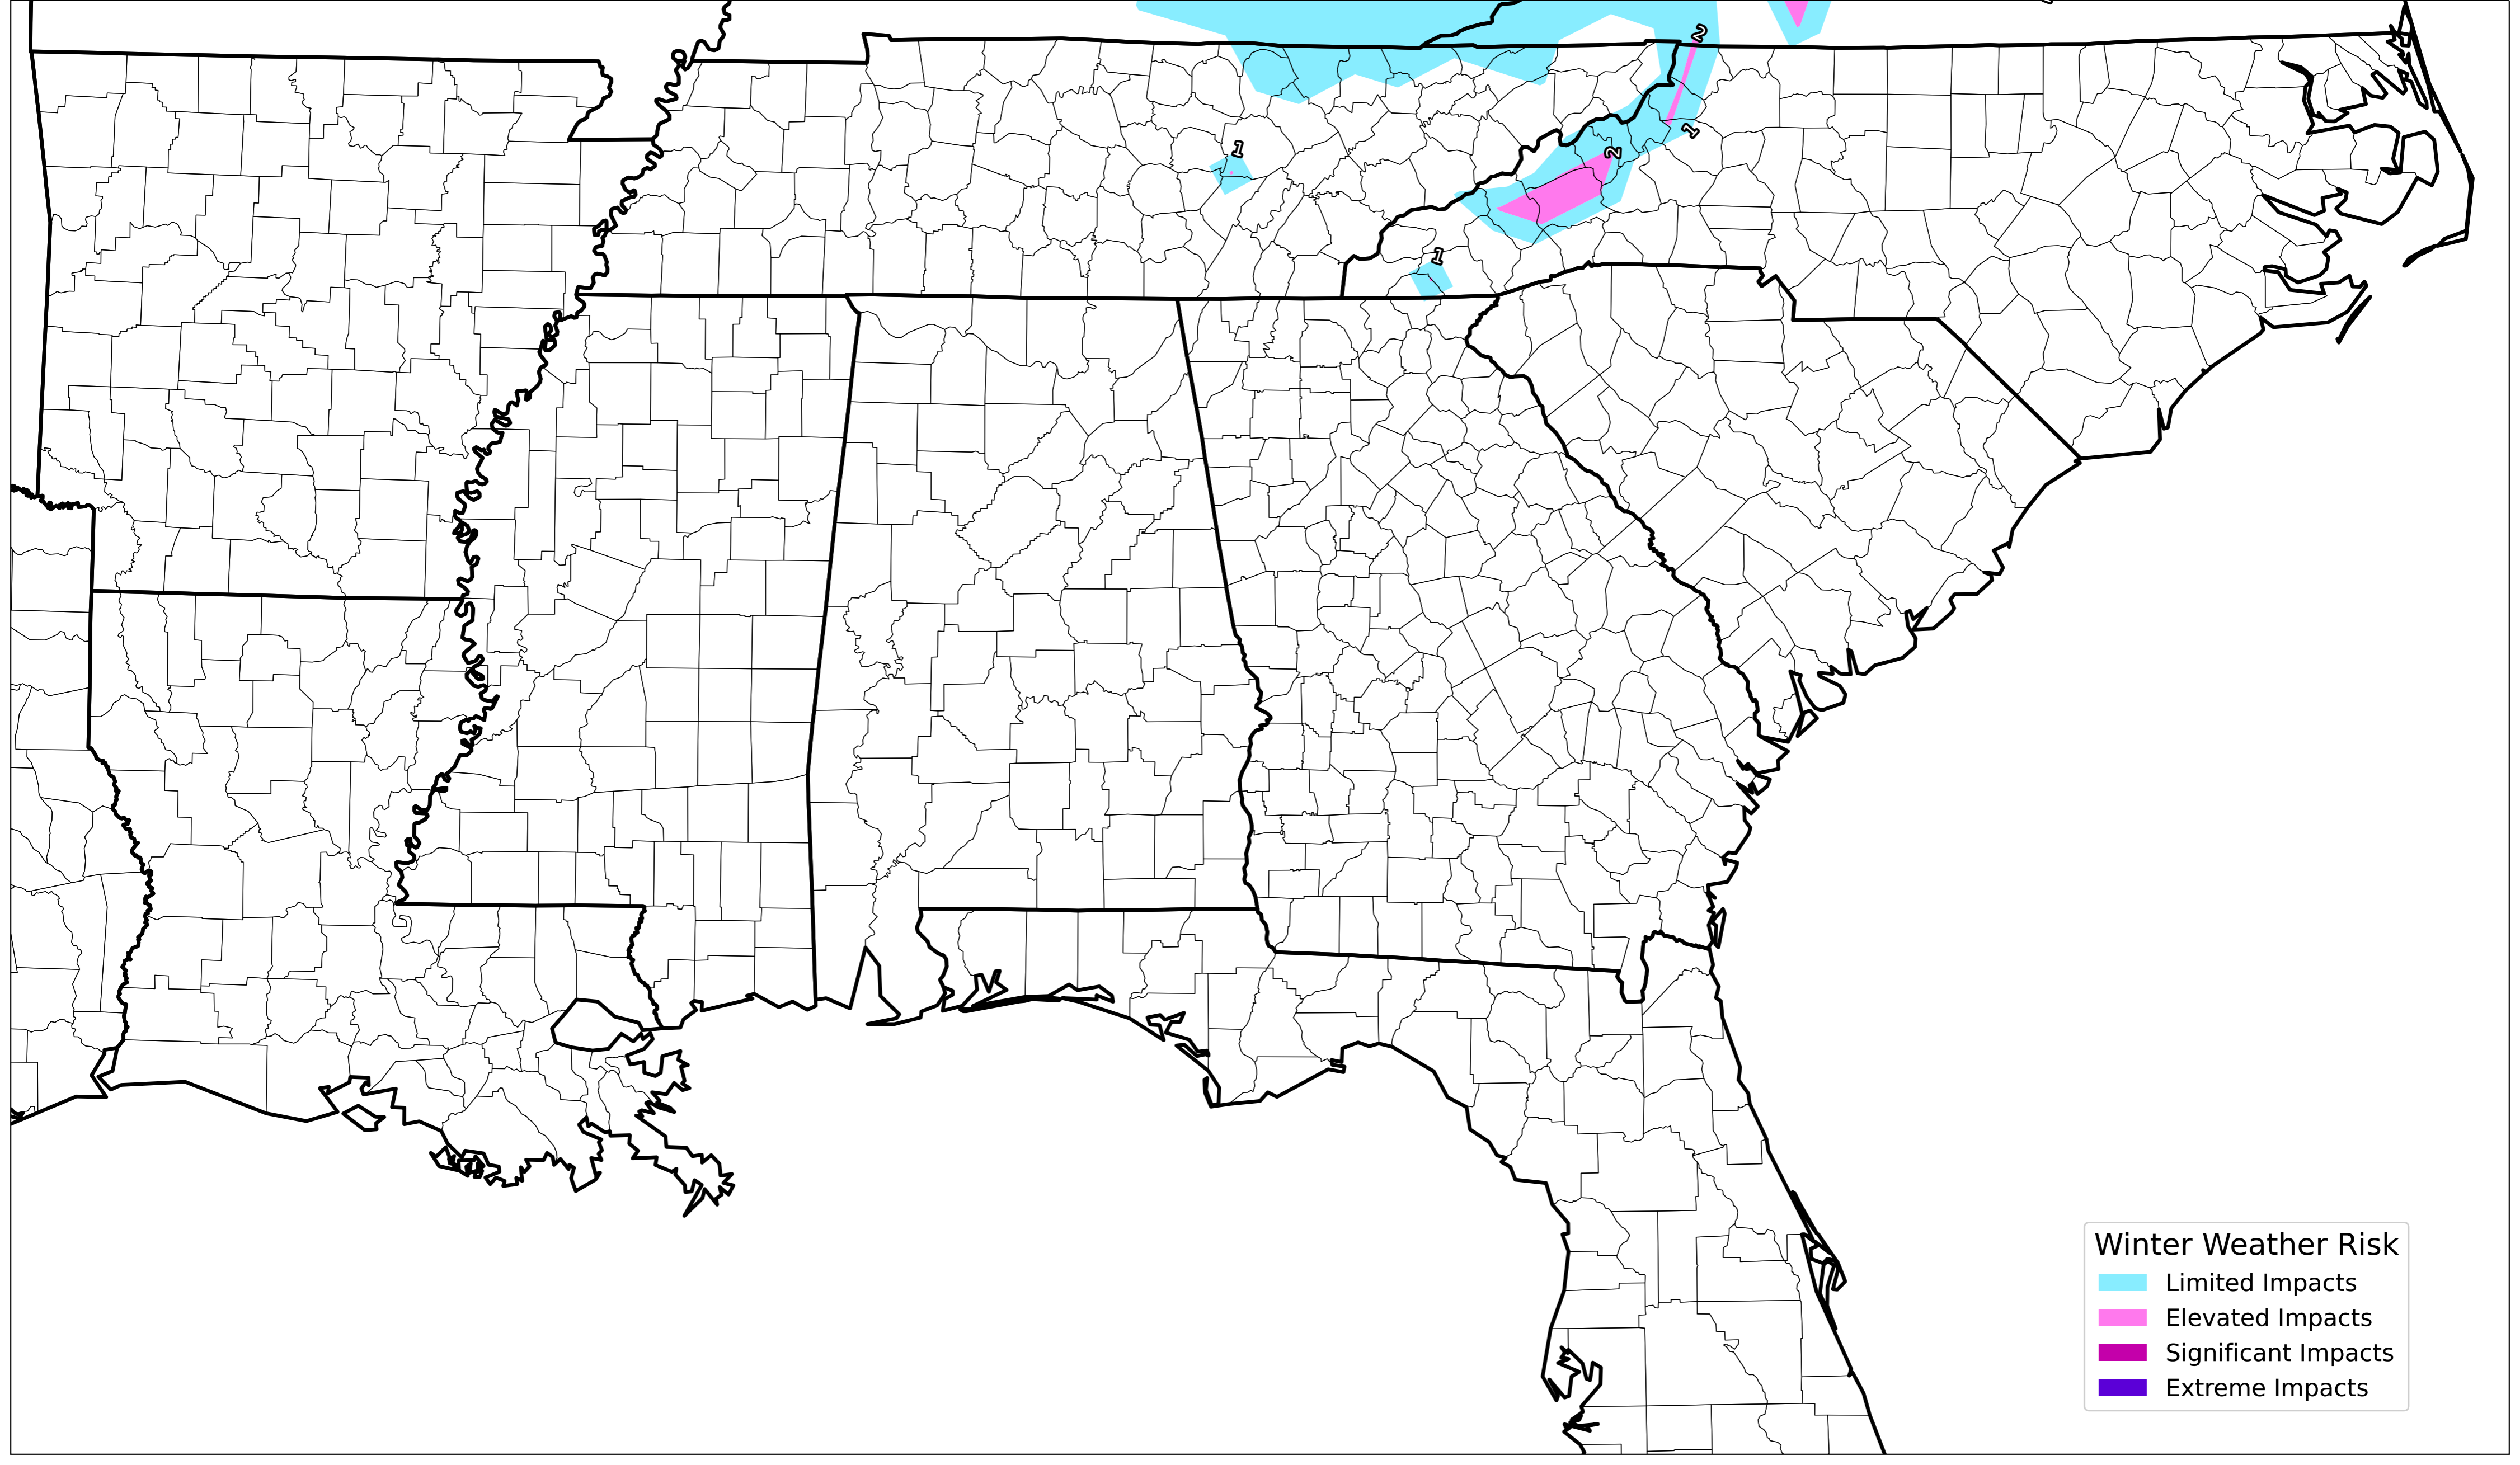 2
1
1
2
1
Winter Weather Risk
Limited Impacts
Elevated Impacts
Significant Impacts
Extreme Impacts